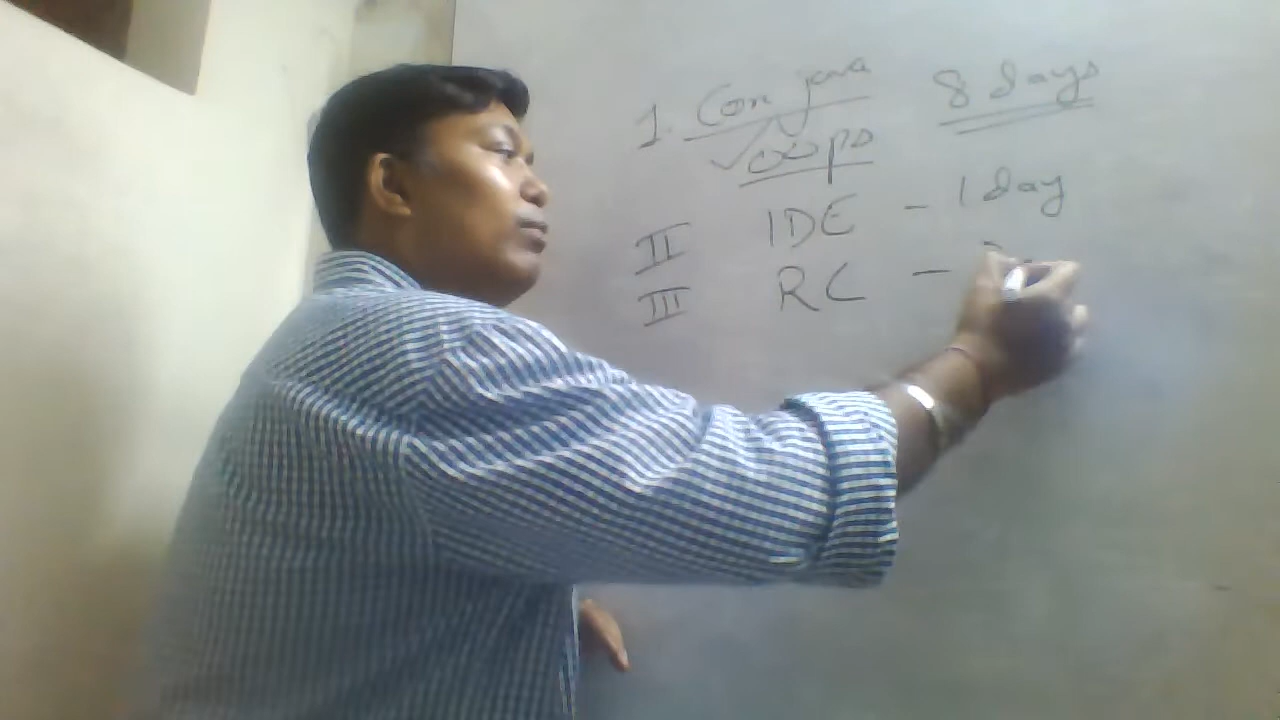 1. Core java 8 days
✓ oops
II IDE - 1 day
III RC -